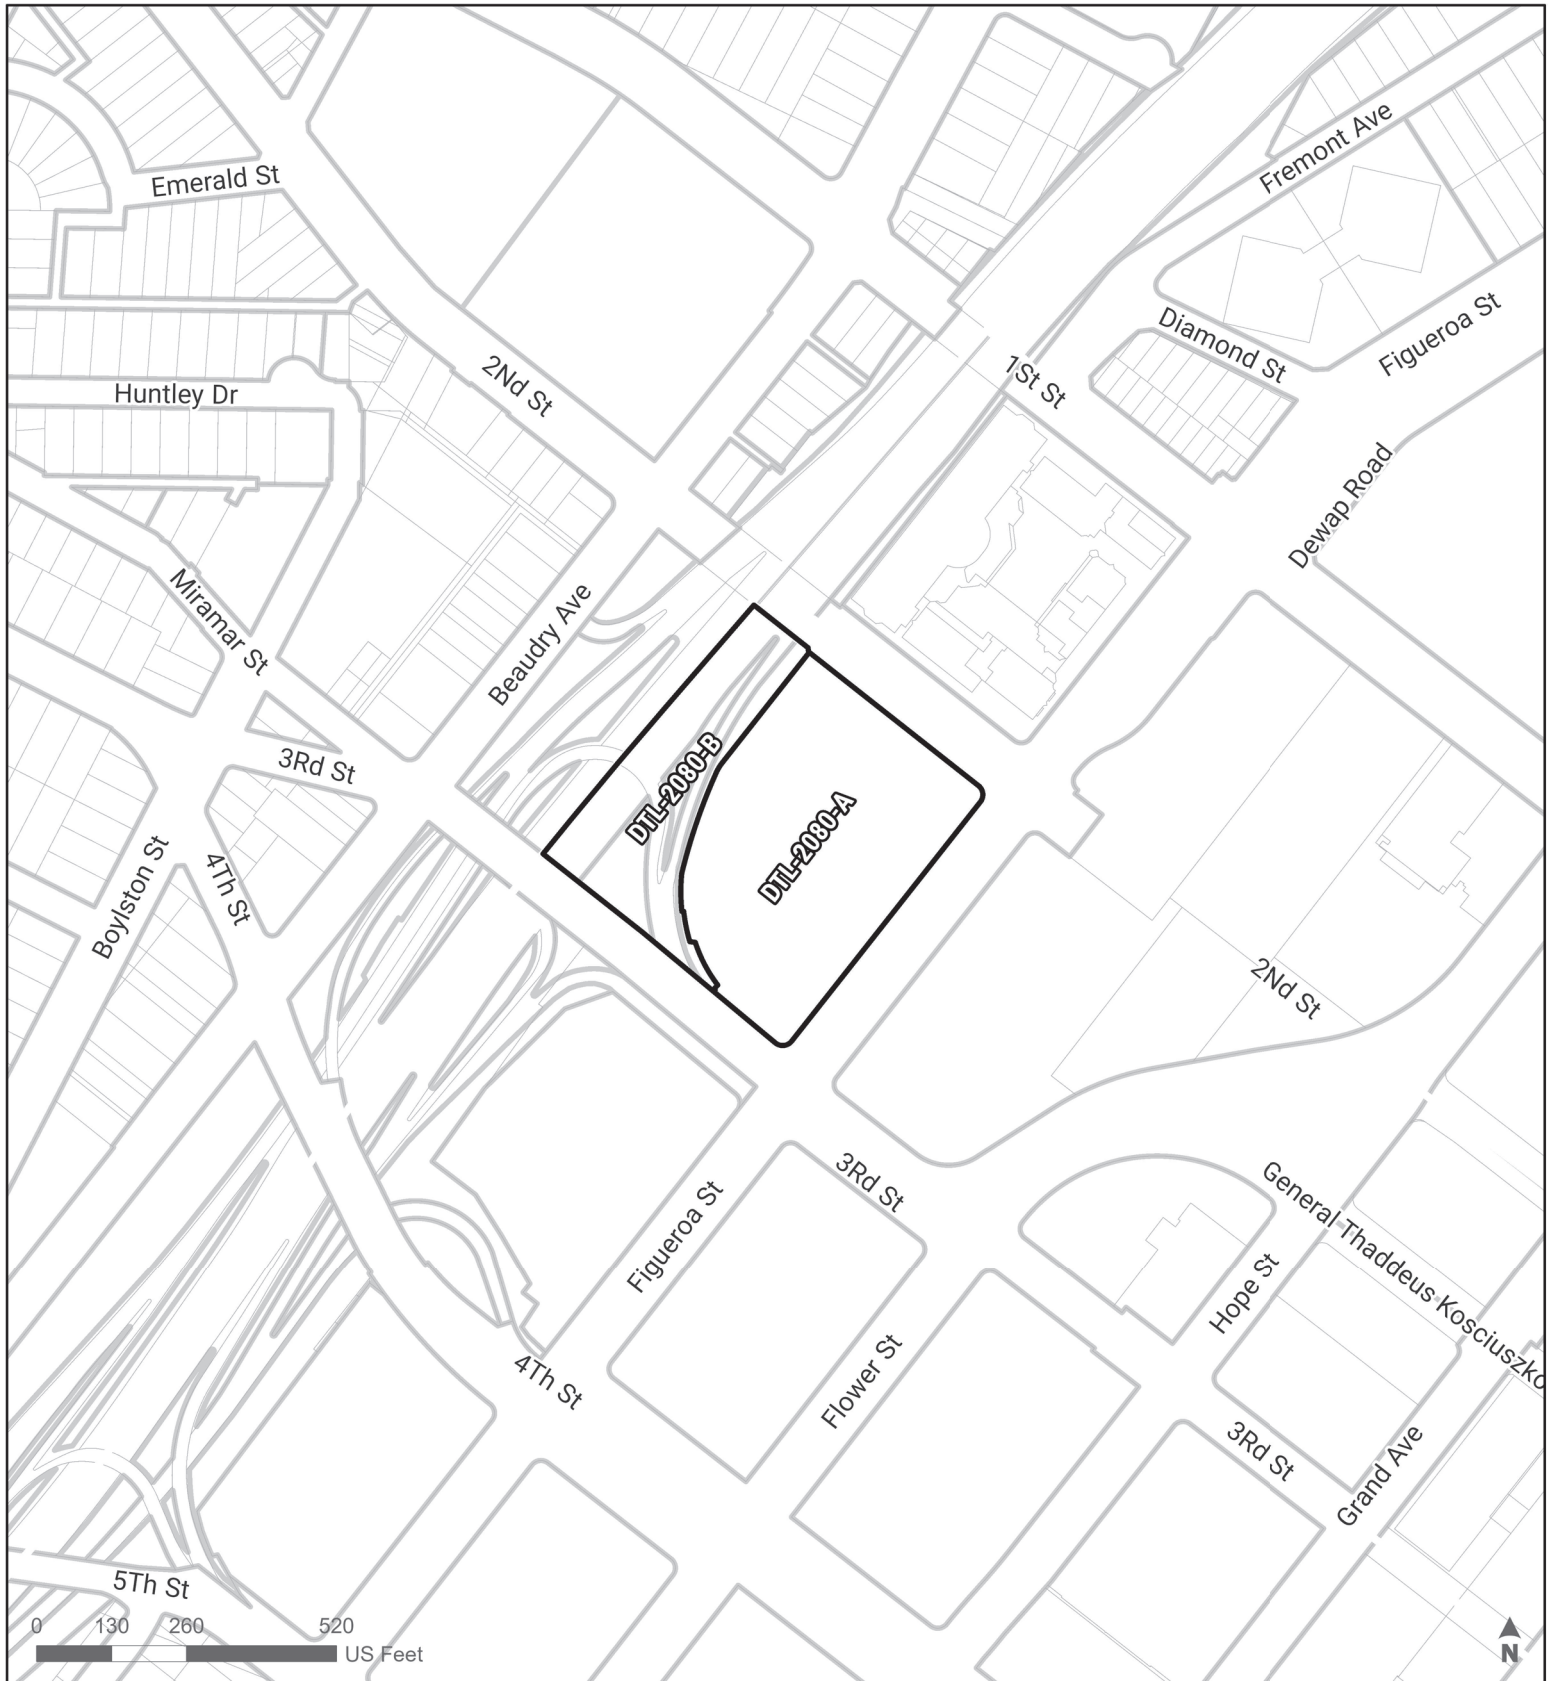 Fremont Ave
Emerald St
Diamond St
Figueroa St
1St St
2Nd St
Huntley Dr
Dewap Road
Miramar St
Beaudry Ave
3Rd St
DTL-2080-B
DTL-2080-A
4Th St
Boylston St
2Nd St
3Rd St
General Thaddeus Kosciuszko
Figueroa St
Hope St
Flower St
4Th St
3Rd St
Grand Ave
5Th St
0 130 260 520
US Feet
N